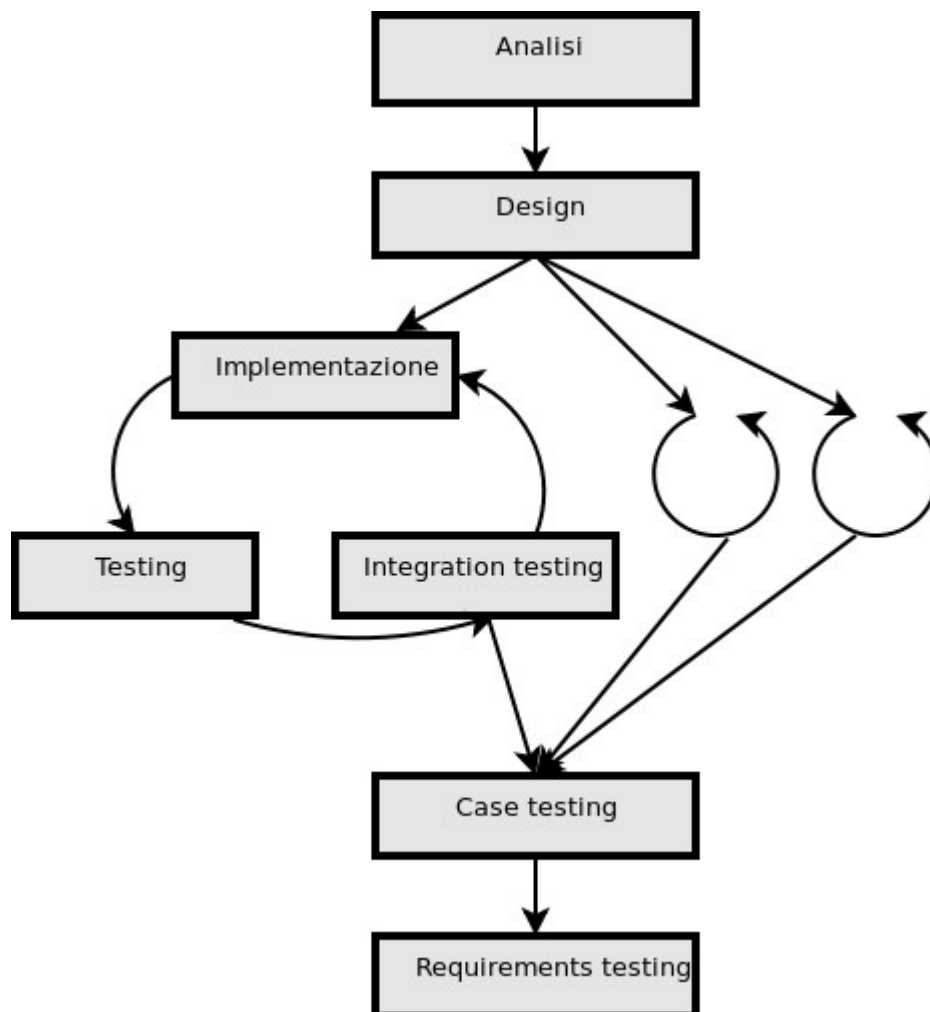 Analisi
Design
Implementazione
Testing
Integration testing
Case testing
Requirements testing